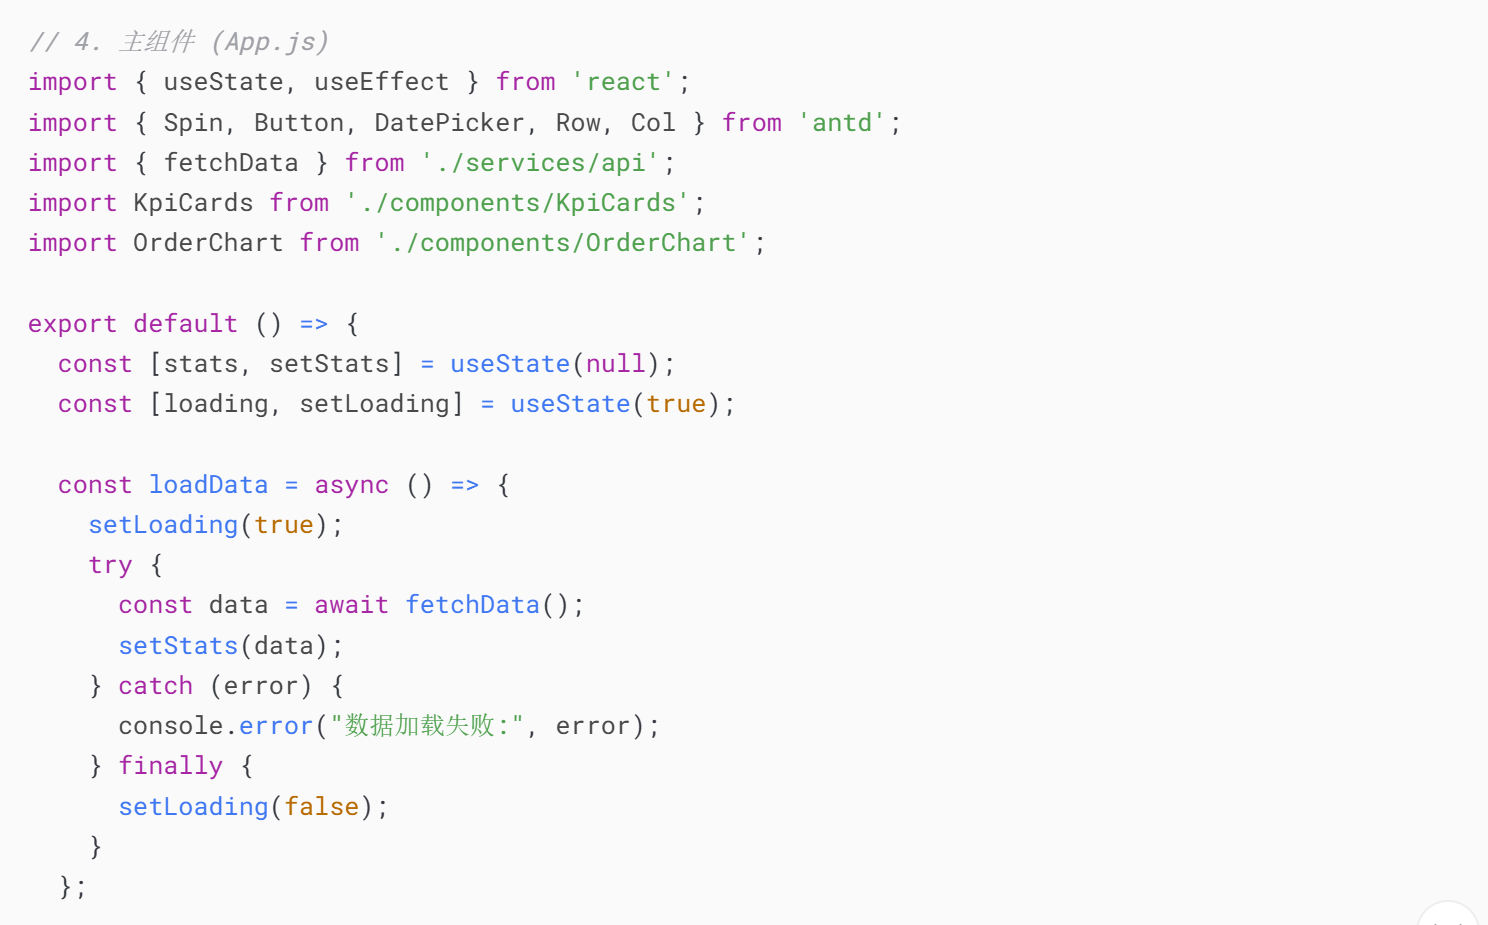 // 4. 主组件 (App.js)
import { useState, useEffect } from 'react';
import { Spin, Button, DatePicker, Row, Col } from 'antd';
import { fetchData } from './services/api';
import KpiCards from './components/KpiCards';
import OrderChart from './components/OrderChart';

export default () => {
  const [stats, setStats] = useState(null);
  const [loading, setLoading] = useState(true);

  const loadData = async () => {
    setLoading(true);
    try {
      const data = await fetchData();
      setStats(data);
    } catch (error) {
      console.error("数据加载失败:", error);
    } finally {
      setLoading(false);
    }
  };